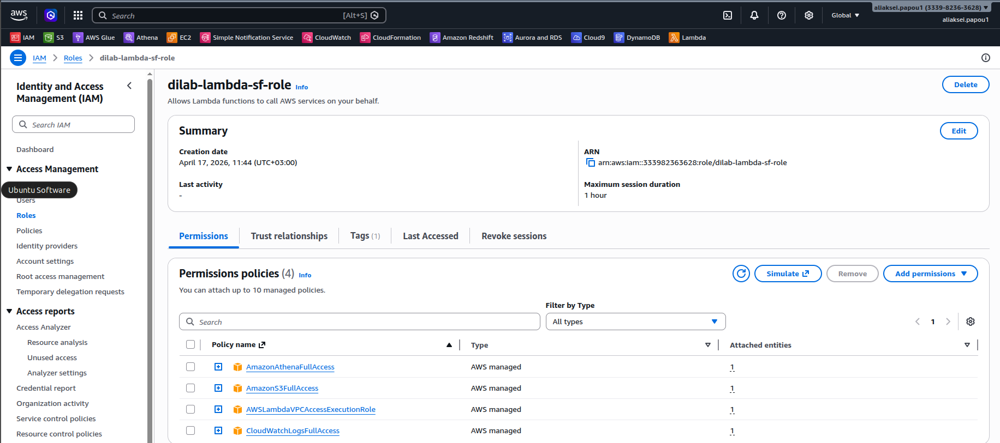 aws
Search
[Alt+S]
Global
aliaksei.papou1 (3339-8236-3628)
aliaksei.papou1
IAM
S3
AWS Glue
Athena
EC2
Simple Notification Service
CloudWatch
CloudFormation
Amazon Redshift
Aurora and RDS
Cloud9
DynamoDB
Lambda
IAM
Roles
dilab-lambda-sf-role
Identity and Access
Management (IAM)
Search IAM
Dashboard
Access Management
Ubuntu Software
Users
Roles
Policies
Identity providers
Account settings
Root access management
Temporary delegation requests
Access reports
Access Analyzer
Resource analysis
Unused access
Analyzer settings
Credential report
Organization activity
Service control policies
Resource control policies
dilab-lambda-sf-role Info
Delete
Allows Lambda functions to call AWS services on your behalf.
Summary
Edit
Creation date
April 17, 2026, 11:44 (UTC+03:00)
ARN
arn:aws:iam::333982363628:role/dilab-lambda-sf-role
Last activity
-
Maximum session duration
1 hour
Permissions
Trust relationships
Tags (1)
Last Accessed
Revoke sessions
Permissions policies (4) Info
Simulate
Remove
Add permissions
You can attach up to 10 managed policies.
Filter by Type
Search
All types
1
Policy name
Type
Attached entities
AmazonAthenaFullAccess
AWS managed
1
AmazonS3FullAccess
AWS managed
1
AWSLambdaVPCAccessExecutionRole
AWS managed
1
CloudWatchLogsFullAccess
AWS managed
1